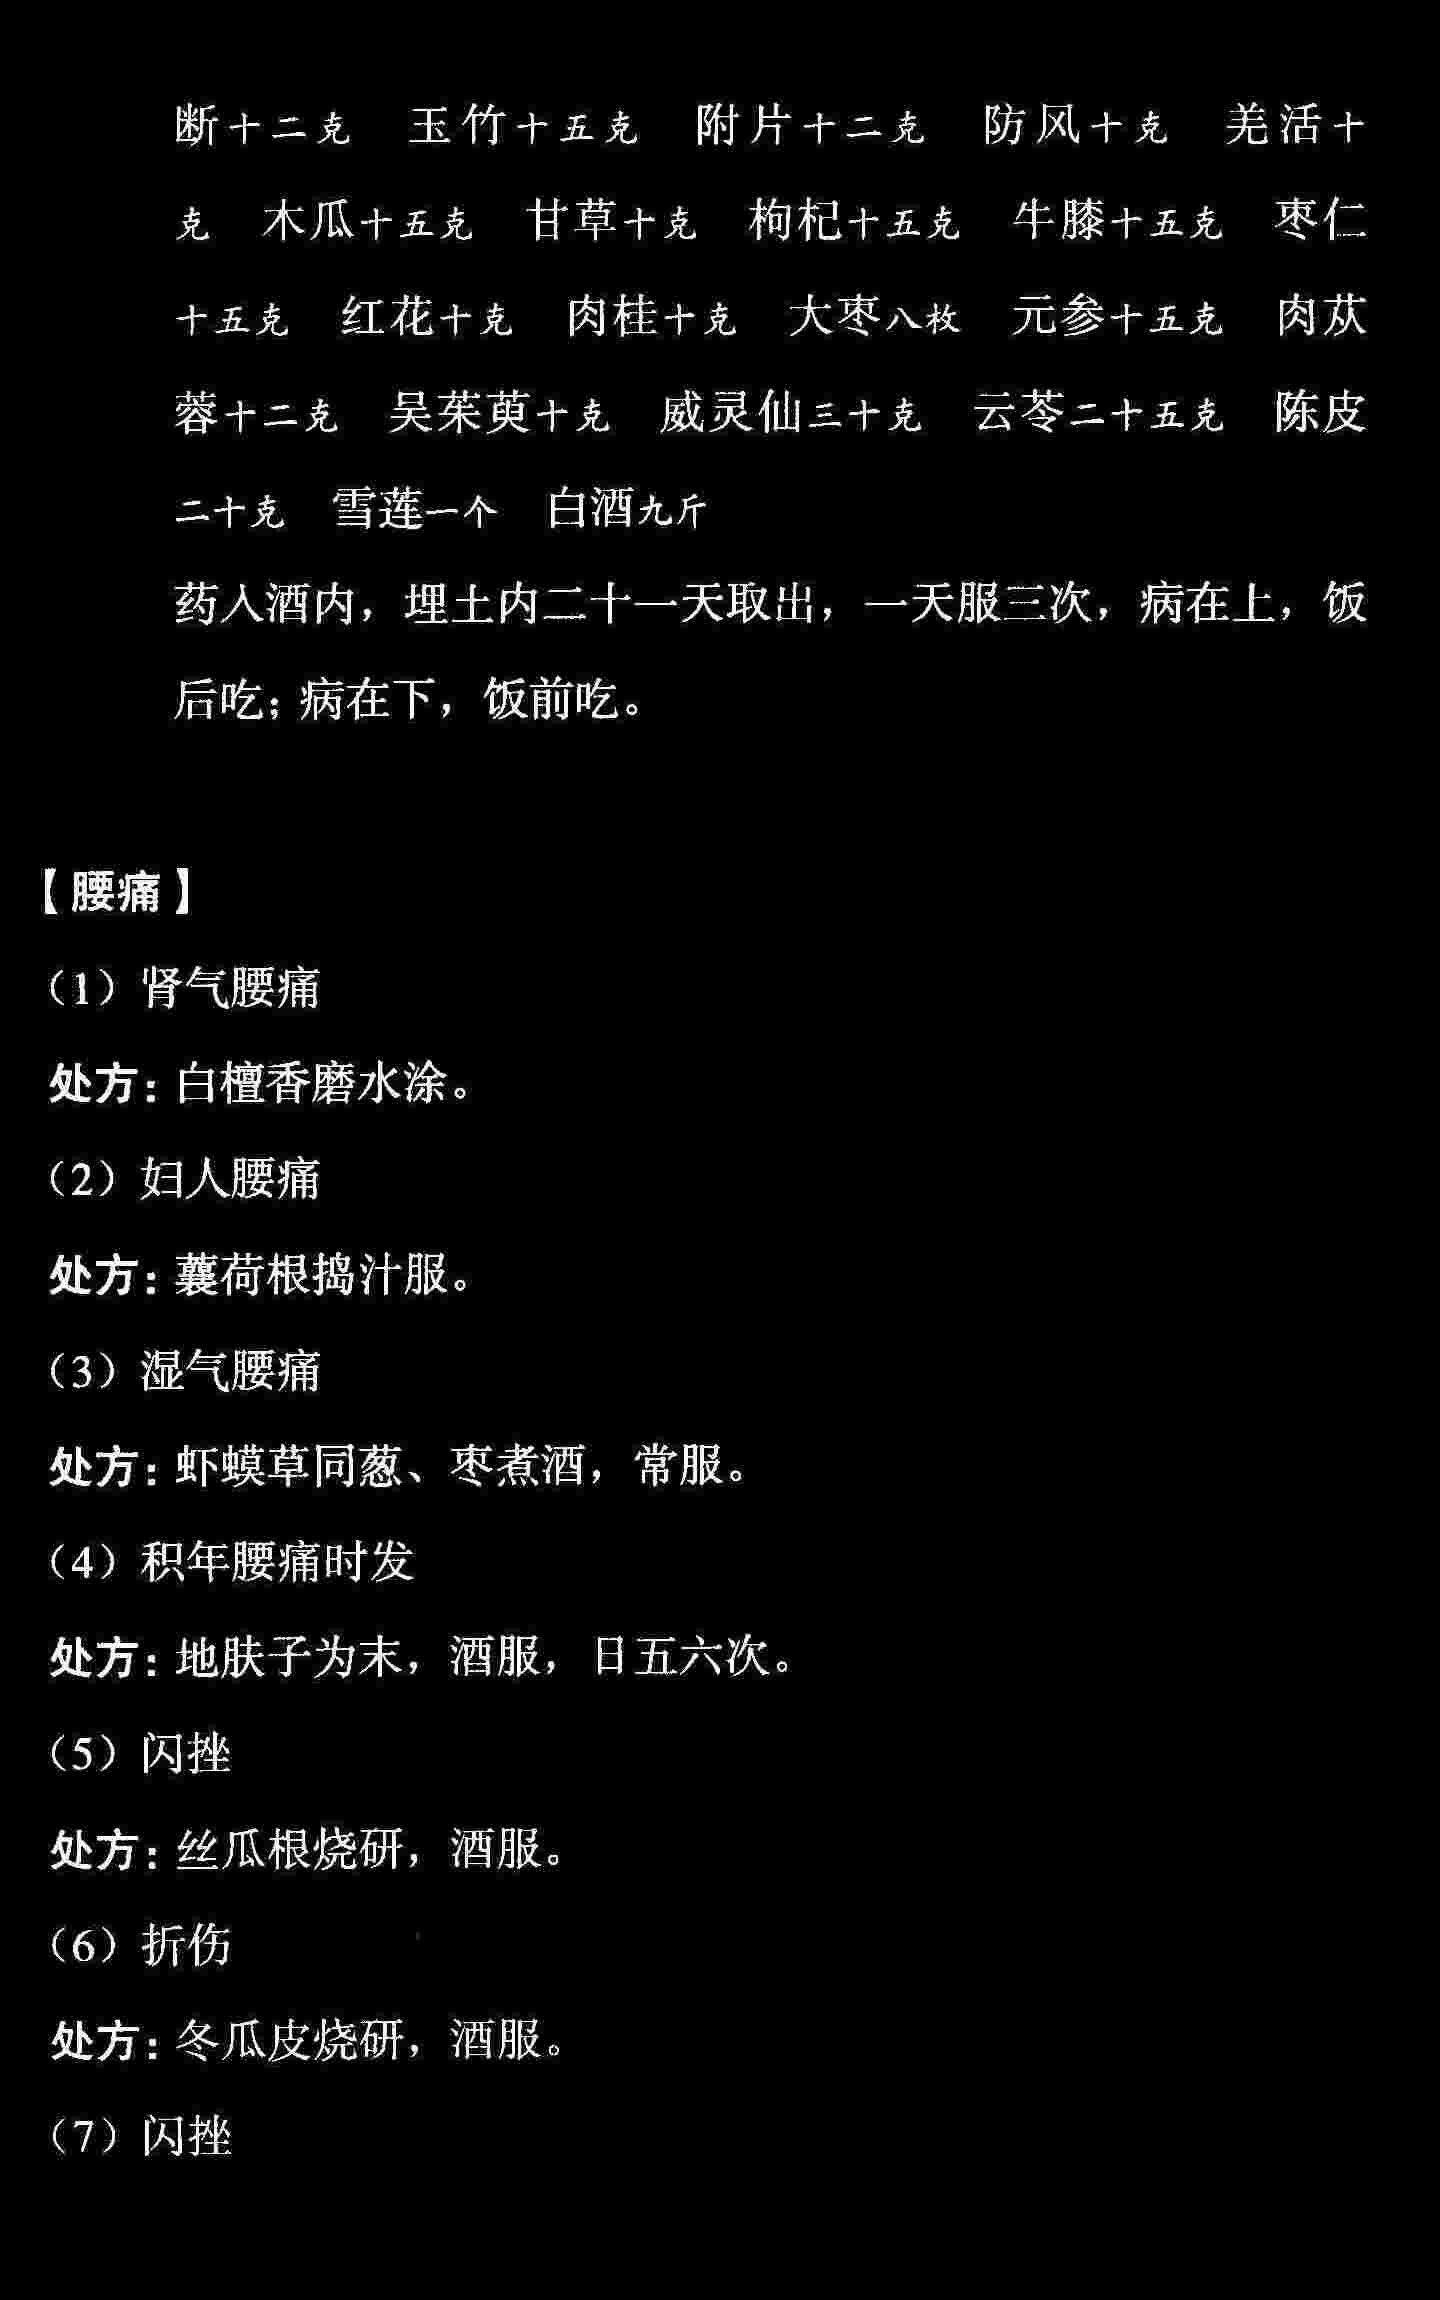 断十二克　玉竹十五克　附片十二克　防风十克　羌活十
克　木瓜十五克　甘草十克　枸杞十五克　牛膝十五克　枣仁
十五克　红花十克　肉桂十克　大枣八枚　元参十五克　肉苁
蓉十二克　吴茱萸十克　威灵仙三十克　云苓二十五克　陈皮
二十克　雪莲一个　白酒九斤
药入酒内，埋土内二十一天取出，一天服三次，病在上，饭
后吃；病在下，饭前吃。
【腰痛】
（1）肾气腰痛
处方：白檀香磨水涂。
（2）妇人腰痛
处方：蘘荷根捣汁服。
（3）湿气腰痛
处方：虾蟆草同葱、枣煮酒，常服。
（4）积年腰痛时发
处方：地肤子为末，酒服，日五六次。
（5）闪挫
处方：丝瓜根烧研，酒服。
（6）折伤
处方：冬瓜皮烧研，酒服。
（7）闪挫